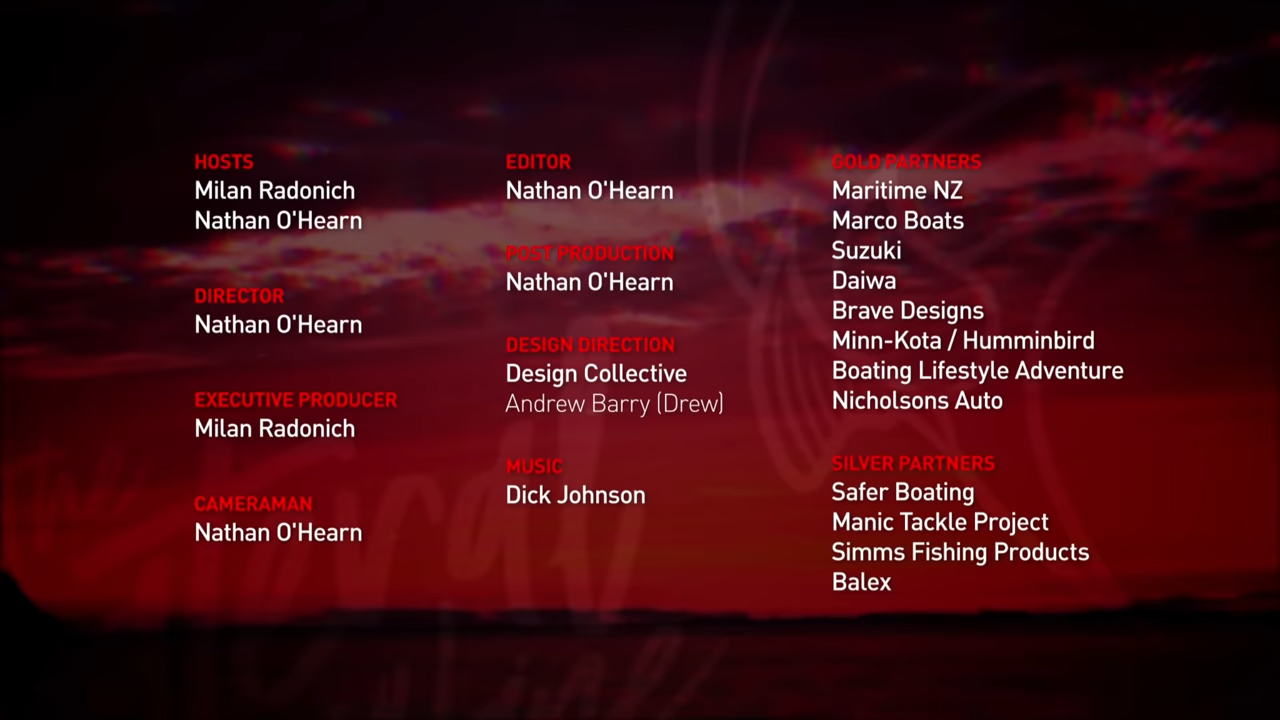 HOSTS
Milan Radonich
Nathan O'Hearn
DIRECTOR
Nathan O'Hearn
EXECUTIVE PRODUCER
Milan Radonich
CAMERAMAN
Nathan O'Hearn
EDITOR
Nathan O'Hearn
POST PRODUCTION
Nathan O'Hearn
DESIGN DIRECTION
Design Collective
Andrew Barry (Drew)
MUSIC
Dick Johnson
GOLD PARTNERS
Maritime NZ
Marco Boats
Suzuki
Daiwa
Brave Designs
Minn-Kota / Humminbird
Boating Lifestyle Adventure
Nicholsons Auto
SILVER PARTNERS
Safer Boating
Manic Tackle Project
Simms Fishing Products
Balex
the